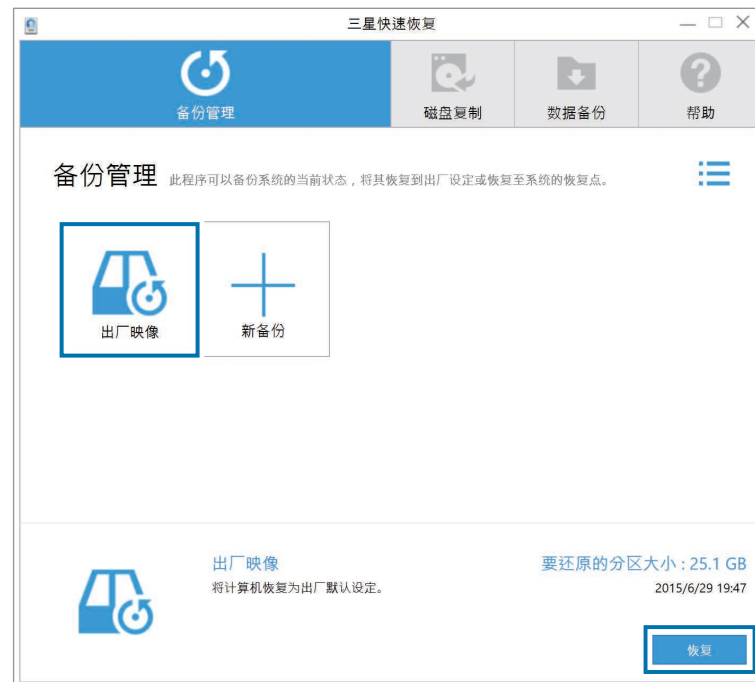 三星快速恢复
备份管理
磁盘复制
数据备份
帮助
备份管理 此程序可以备份系统的当前状态，将其恢复到出厂设定或恢复至系统的恢复点。
出厂映像
新备份
出厂映像
要还原的分区大小 : 25.1 GB
将计算机恢复为出厂默认设定。
2015/6/29 19:47
恢复